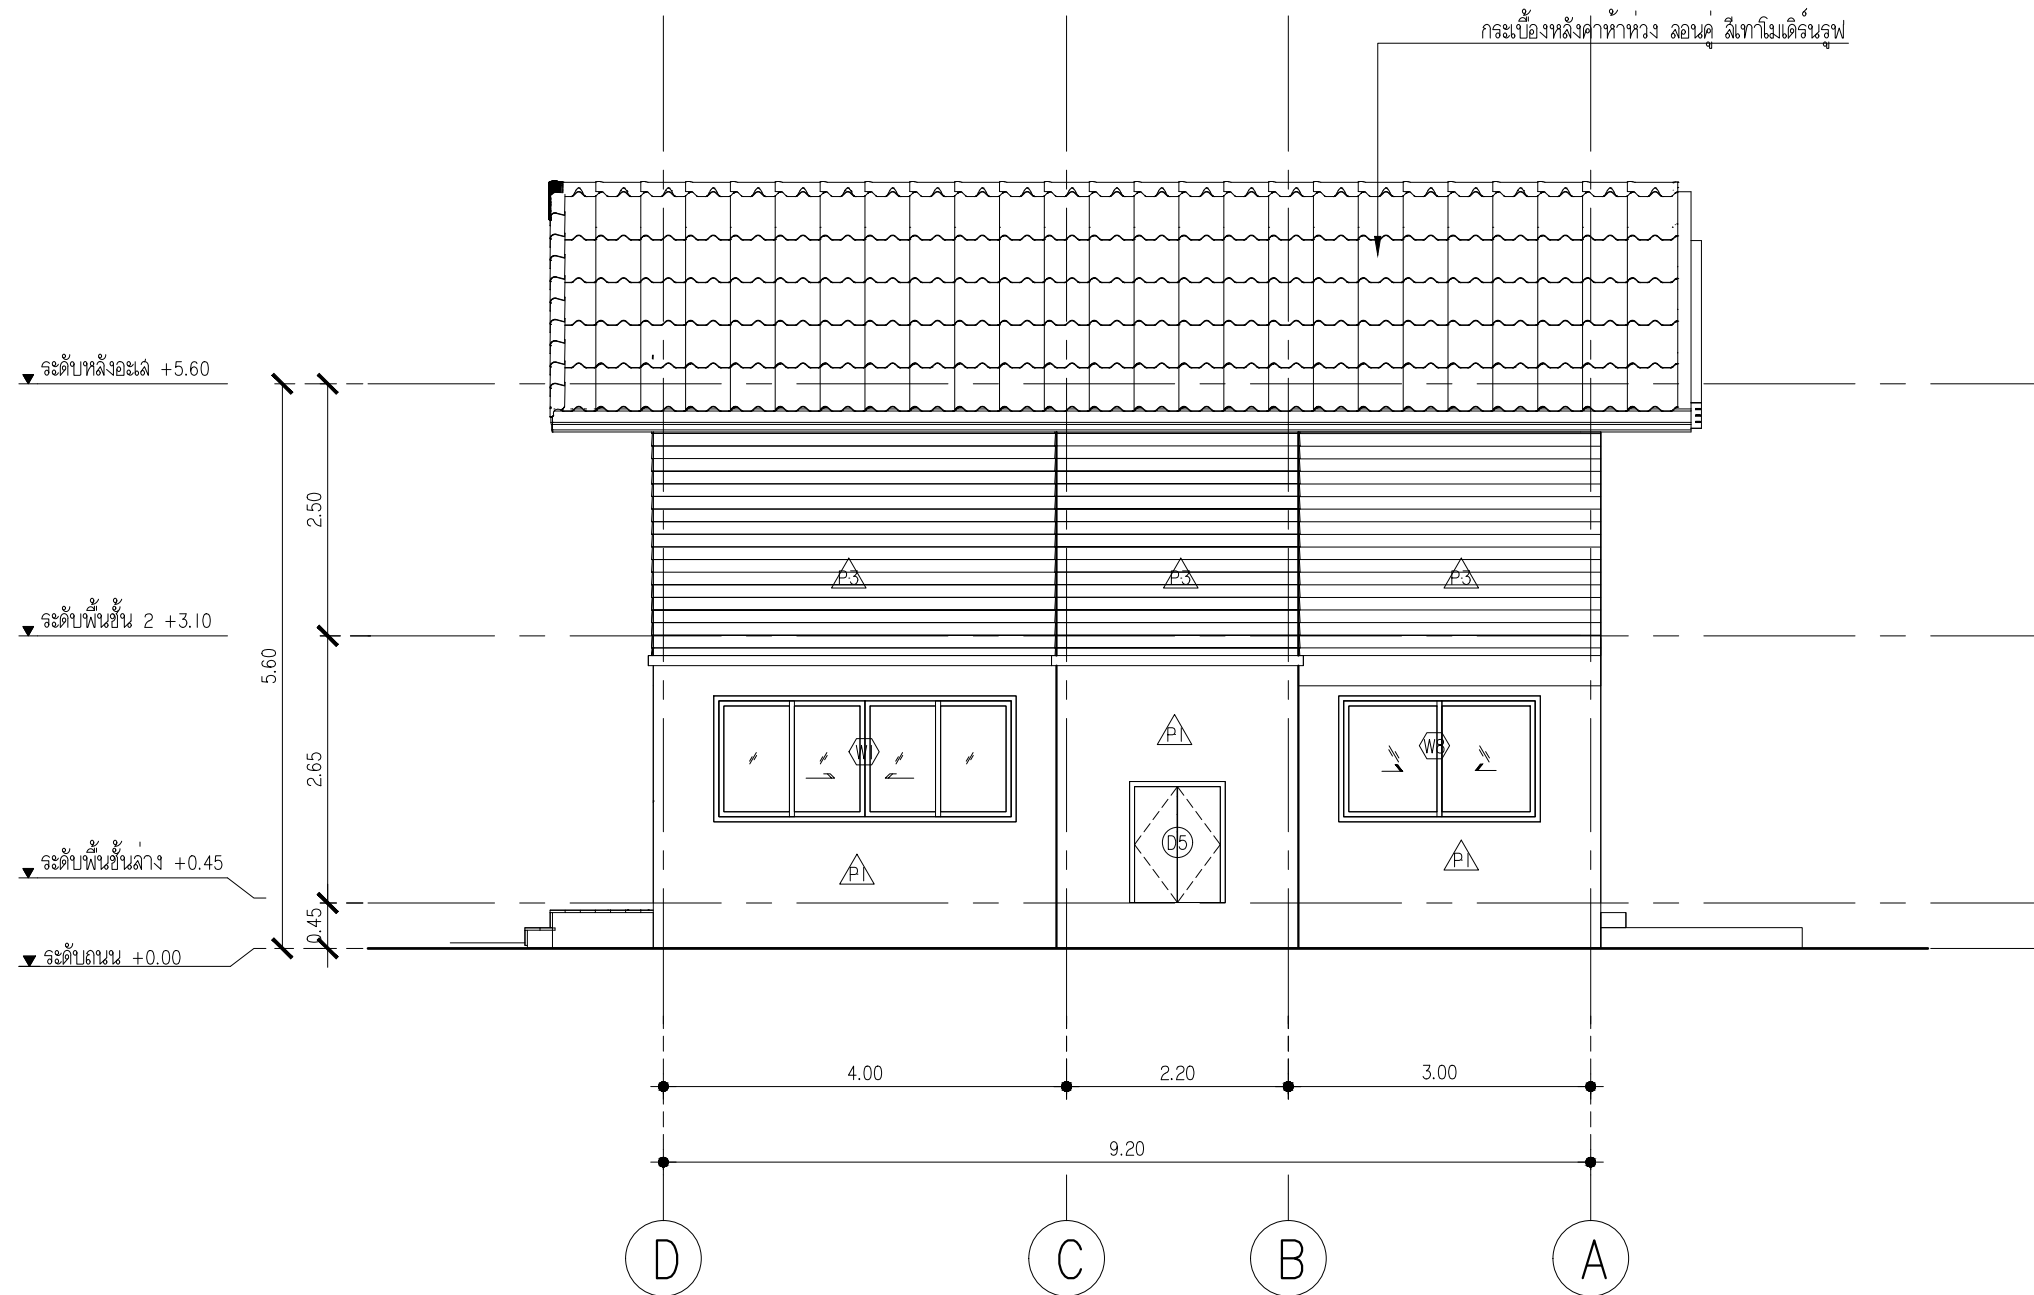 กระเบื้องหลังคาห้าห่วง ลอนคู่ สีเทาโมเดิร์นรูฟ
ระดับหลังอะเส +5.60
2.50
P3 P3 P3
ระดับพื้นชั้น 2 +3.10
5.60
2.65
P1
W1 W8
D5
ระดับพื้นชั้นล่าง +0.45
P1 P1
0.45
ระดับถนน +0.00
4.00 2.20 3.00
9.20
D C B A